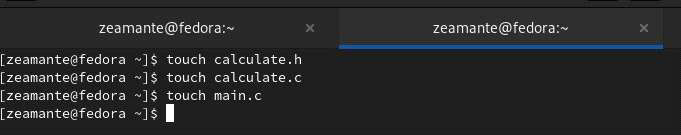 zeamante@fedora:~ × zeamante@fedora:~ ×
[zeamante@fedora ~]$ touch calculate.h
[zeamante@fedora ~]$ touch calculate.c
[zeamante@fedora ~]$ touch main.c
[zeamante@fedora ~]$